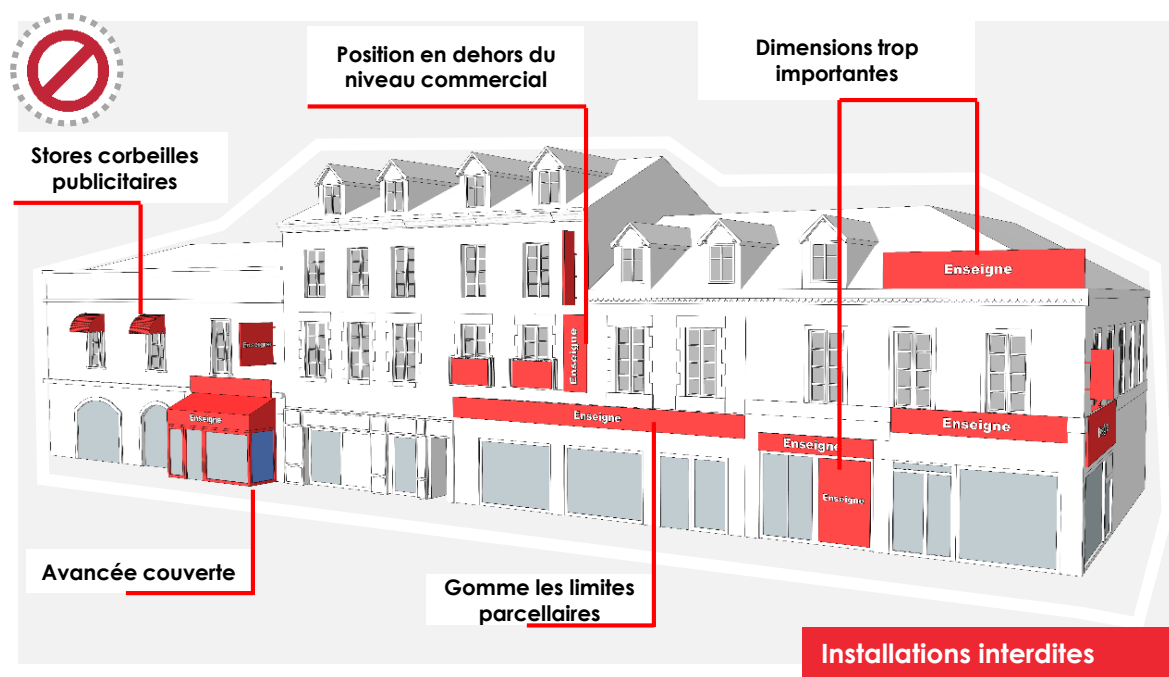 Position en dehors du
niveau commercial
Dimensions trop
importantes
Stores corbeilles
publicitaires
Enseigne
Enseigne
Enseigne
Enseigne
Enseigne
Enseigne
Enseigne
Enseigne
Avancée couverte
Gomme les limites
parcellaires
Installations interdites